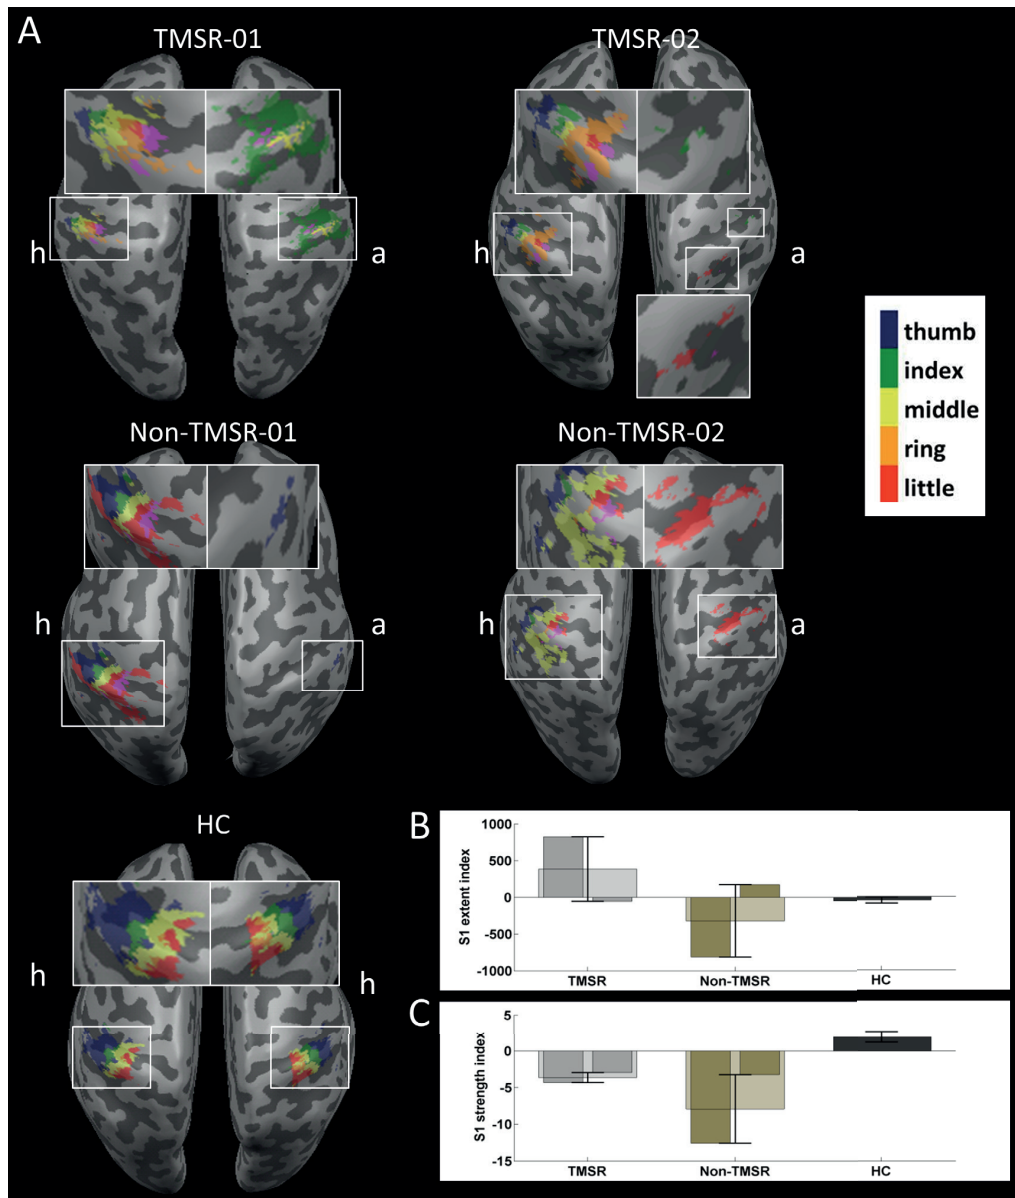 A
TMSR-01
TMSR-02
h
a
h
a
thumb
index
middle
ring
little
Non-TMSR-01
Non-TMSR-02
h
a
h
a
HC
h
h
B
S1 extent index
1000
500
0
-500
-1000
TMSR
Non-TMSR
HC
C
S1 strength index
5
0
-5
-10
-15
TMSR
Non-TMSR
HC